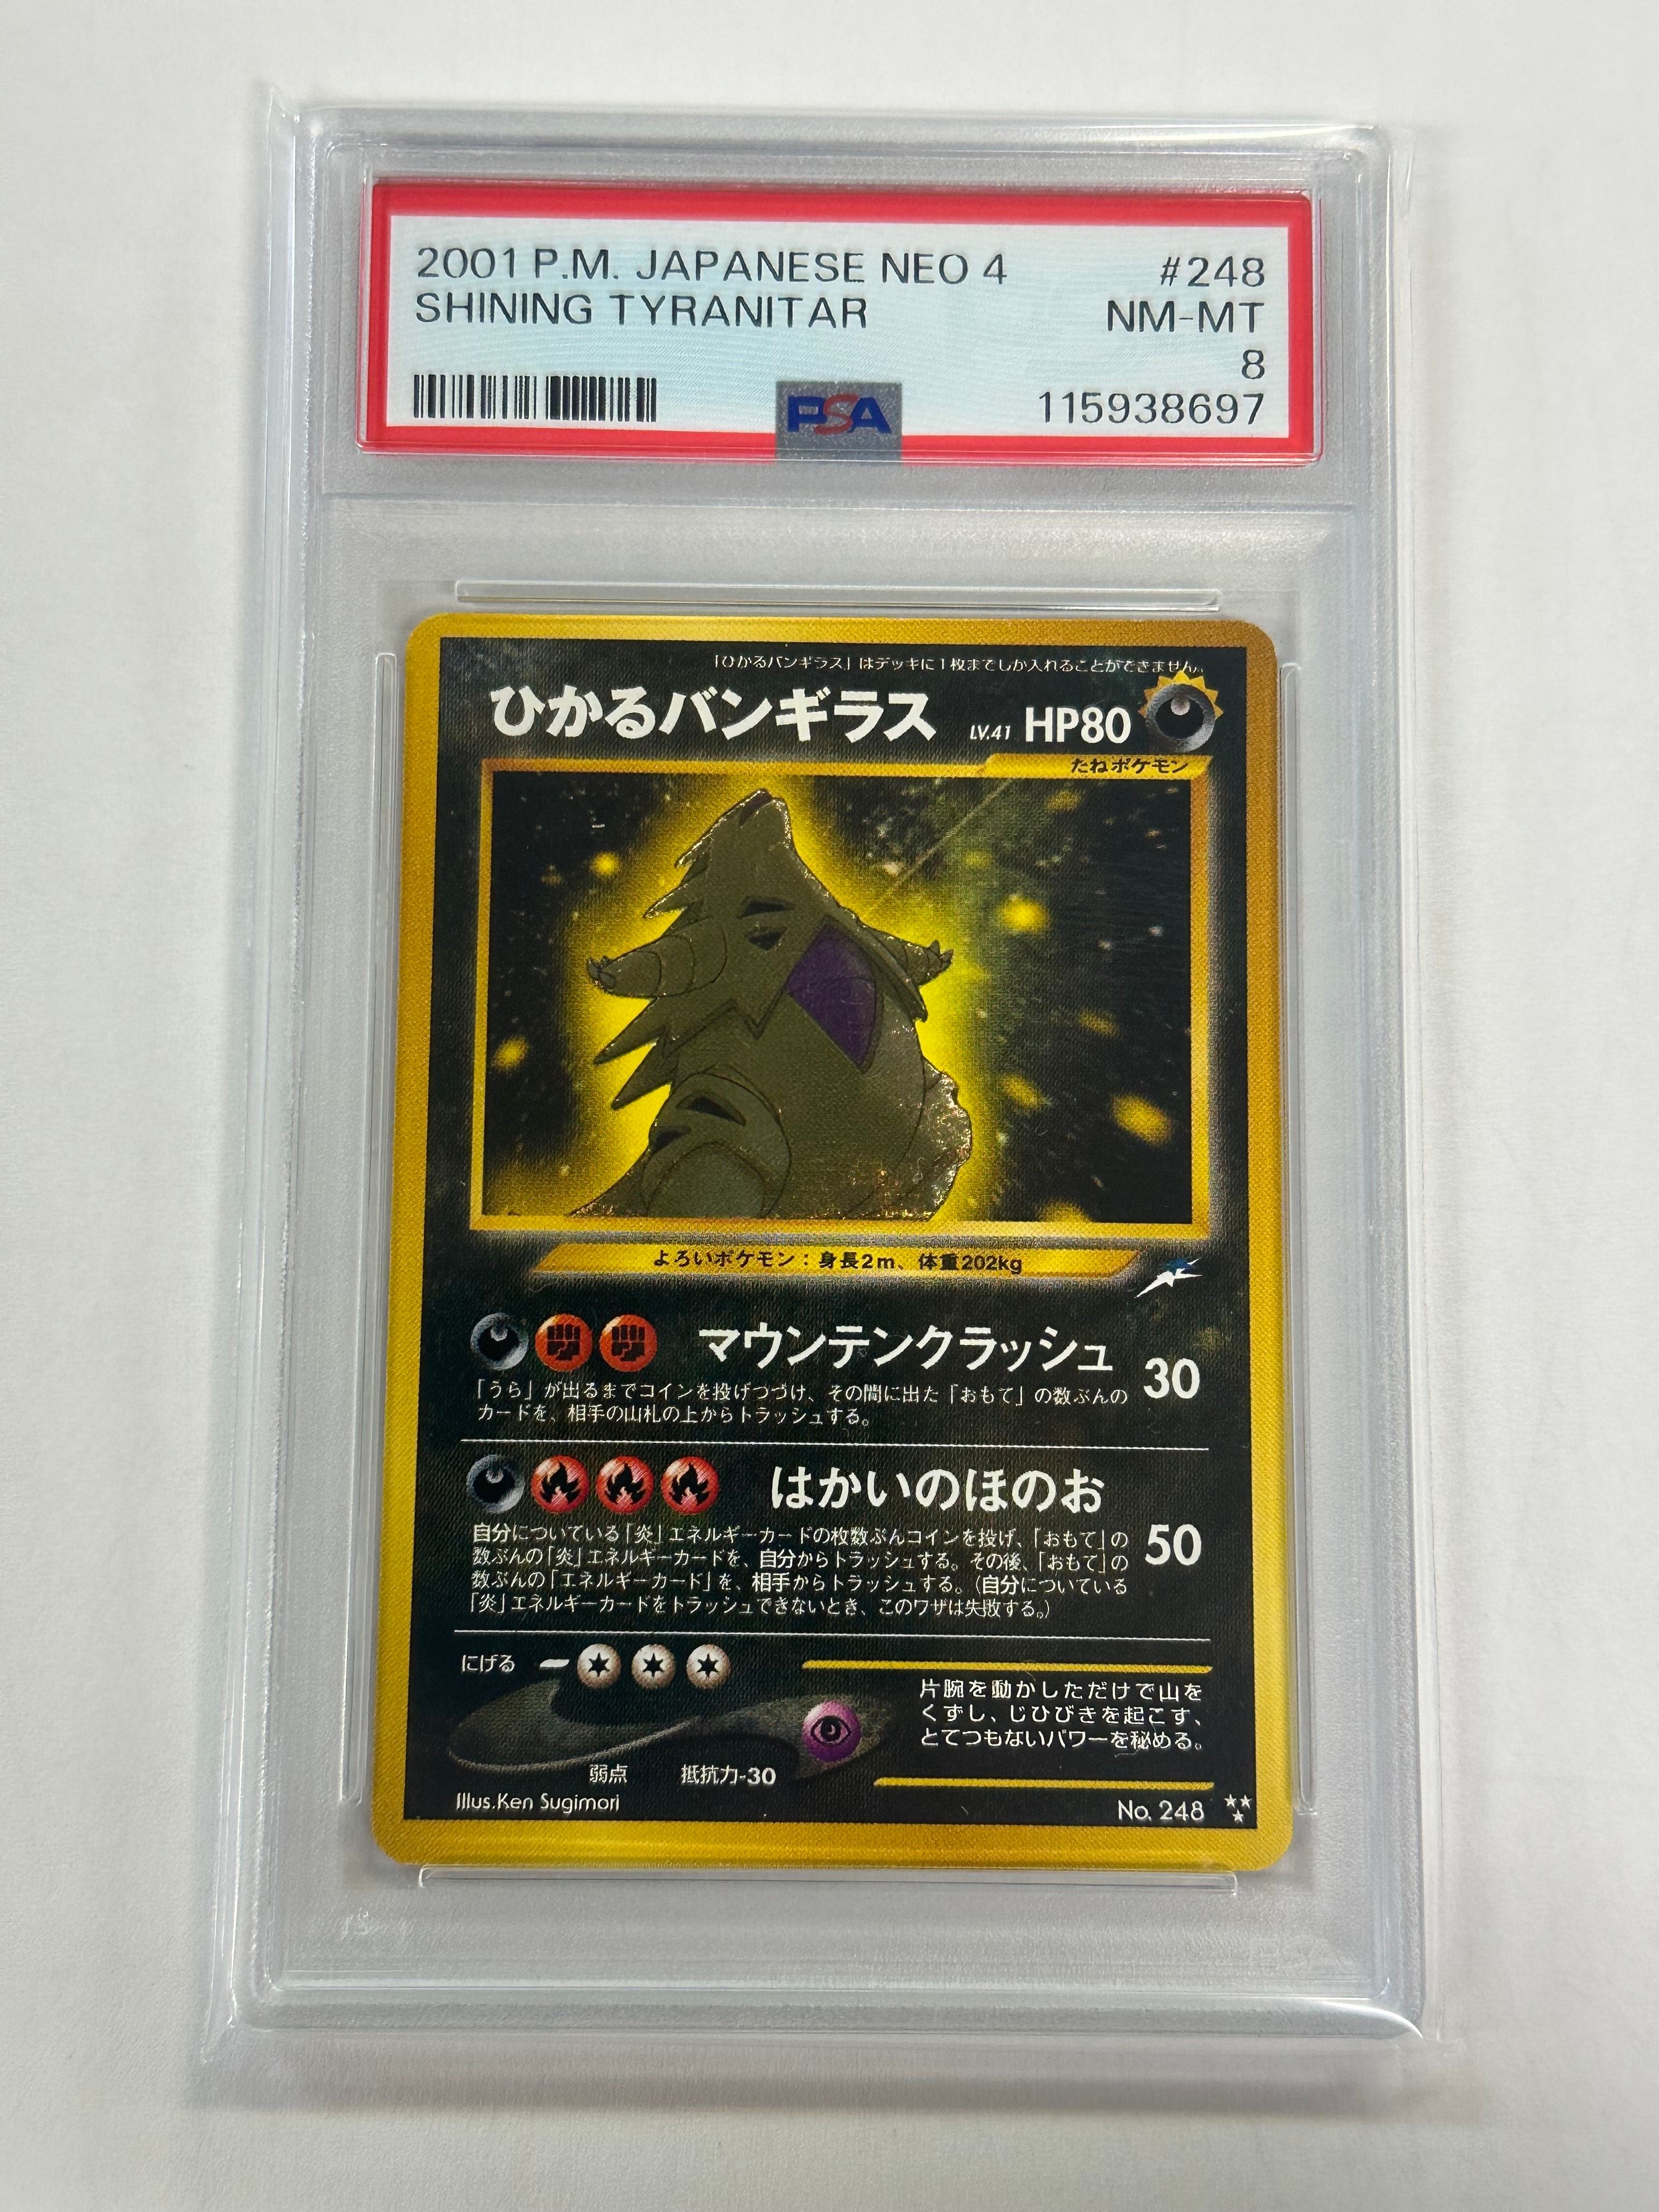 2001 P.M. JAPANESE NEO 4 #248
SHINING TYRANITAR NM-MT
8
PSA 115938697
「ひかるバンギラス」はデッキに1枚までしか入れることができません。
ひかるバンギラス LV.41 HP80
たねポケモン
よろいポケモン：身長2m、体重202kg
マウンテンクラッシュ 30
「うら」が出るまでコインを投げつづけ、その間に出た「おもて」の数ぶんの
カードを、相手の山札の上からトラッシュする。
はかいのほのお 50
自分についている「炎」エネルギーカードの枚数ぶんコインを投げ、「おもて」の
数ぶんの「炎」エネルギーカードを、自分からトラッシュする。その後、「おもて」の
数ぶんの「エネルギーカード」を、相手からトラッシュする。（自分についている
「炎」エネルギーカードをトラッシュできないとき、このワザは失敗する。）
にげる
片腕を動かしただけで山を
くずし、じひびきを起こす、
とてつもないパワーを秘める。
弱点 抵抗力-30
Illus.Ken Sugimori No. 248